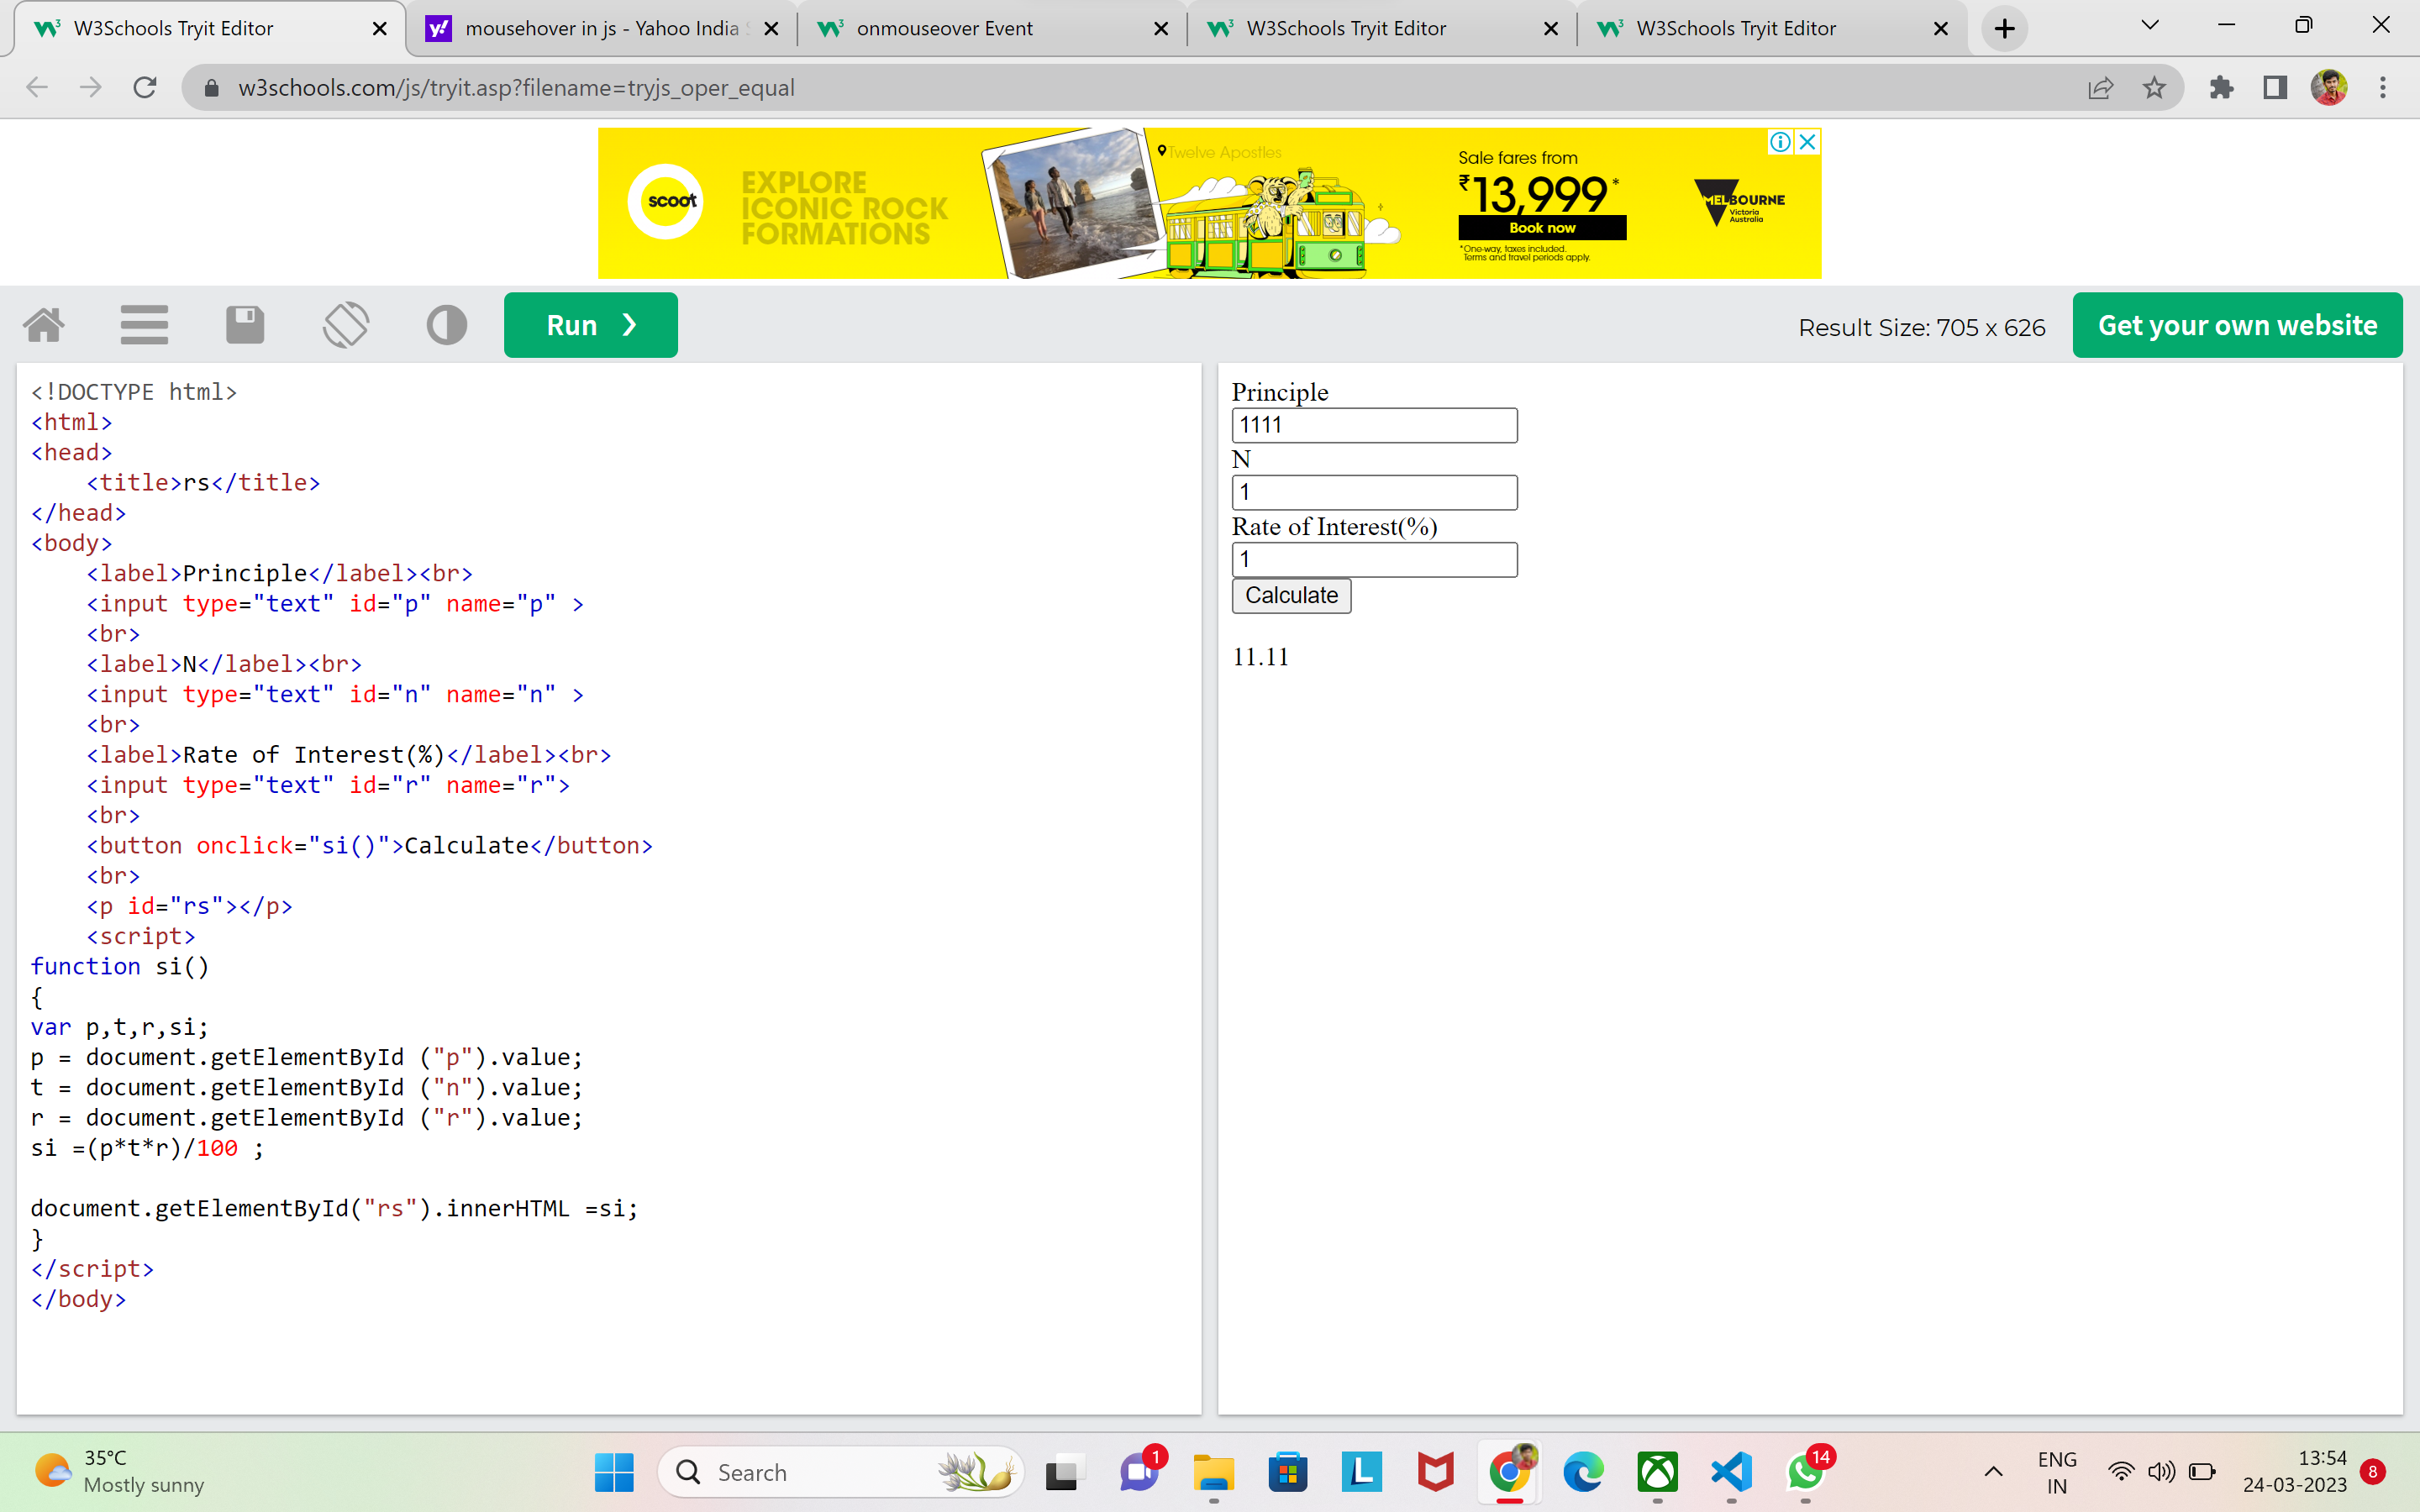 W3Schools Tryit Editor
mousehover in js - Yahoo India
onmouseover Event
W3Schools Tryit Editor
W3Schools Tryit Editor
w3schools.com/js/tryit.asp?filename=tryjs_oper_equal
scoot
EXPLORE
ICONIC ROCK
FORMATIONS
Twelve Apostles
Sale fares from
₹13,999*
Book now
*One-way, taxes included.
Terms and travel periods apply.
MELBOURNE
Victoria
Australia
Run ❯
Result Size: 705 x 626
Get your own website
<!DOCTYPE html>
<html>
<head>
    <title>rs</title>
</head>
<body>
    <label>Principle</label><br>
    <input type="text" id="p" name="p" >
    <br>
    <label>N</label><br>
    <input type="text" id="n" name="n" >
    <br>
    <label>Rate of Interest(%)</label><br>
    <input type="text" id="r" name="r">
    <br>
    <button onclick="si()">Calculate</button>
    <br>
    <p id="rs"></p>
    <script>
function si()
{
var p,t,r,si;
p = document.getElementById ("p").value;
t = document.getElementById ("n").value;
r = document.getElementById ("r").value;
si =(p*t*r)/100 ;
document.getElementById("rs").innerHTML =si;
}
</script>
</body>
Principle
1111
N
1
Rate of Interest(%)
1
Calculate
11.11
35°C
Mostly sunny
Search
1
14
ENG
IN
13:54
24-03-2023
8